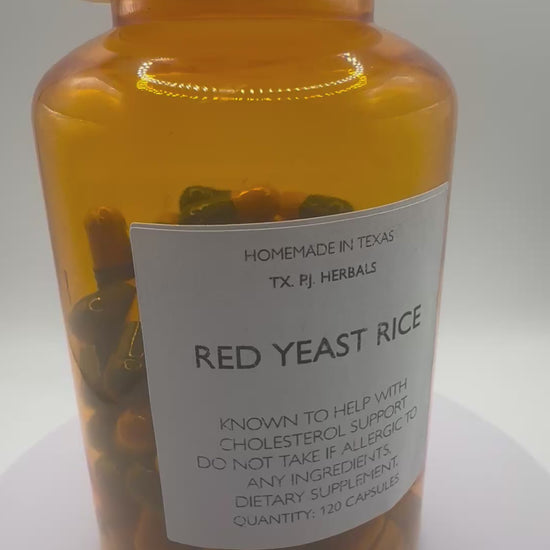 HOMEMADE IN TEXAS
TX. P.J. HERBALS
RED YEAST RICE
KNOWN TO HELP WITH
CHOLESTEROL SUPPORT
DO NOT TAKE IF ALLERGIC TO
ANY INGREDIENTS.
DIETARY SUPPLEMENT.
QUANTITY: 120 CAPSULES